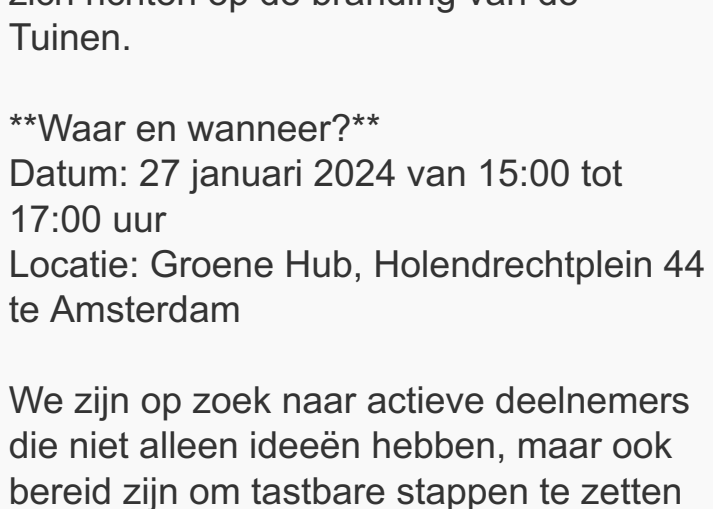 zich richten op de branding van de
Tuinen.
**Waar en wanneer?**
Datum: 27 januari 2024 van 15:00 tot
17:00 uur
Locatie: Groene Hub, Holendrechtplein 44
te Amsterdam
We zijn op zoek naar actieve deelnemers
die niet alleen ideeën hebben, maar ook
bereid zijn om tastbare stappen te zetten